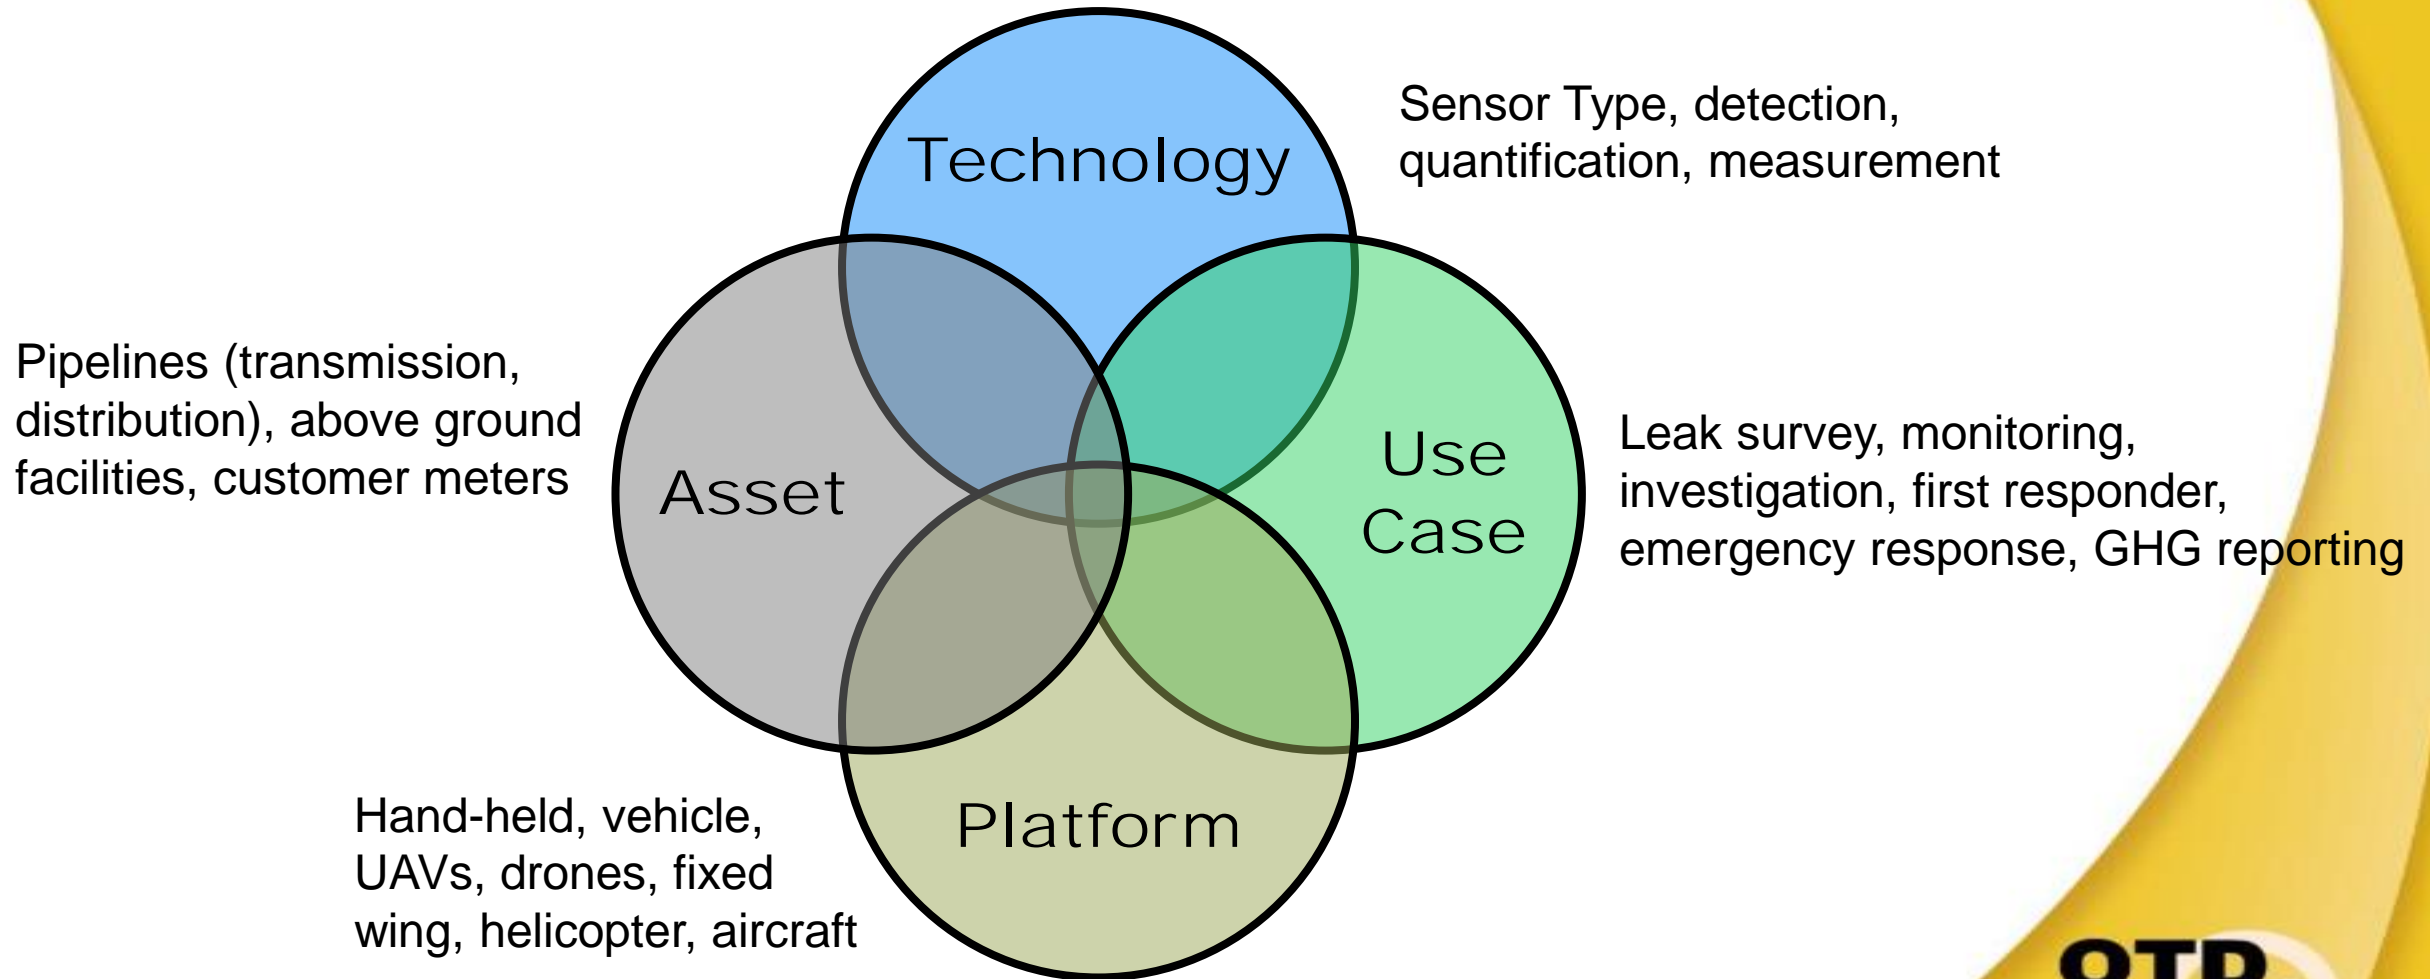 Technology
Sensor Type, detection,
quantification, measurement
Pipelines (transmission,
distribution), above ground
facilities, customer meters
Asset
Use
Case
Leak survey, monitoring,
investigation, first responder,
emergency response, GHG reporting
Hand-held, vehicle,
UAVs, drones, fixed
wing, helicopter, aircraft
Platform